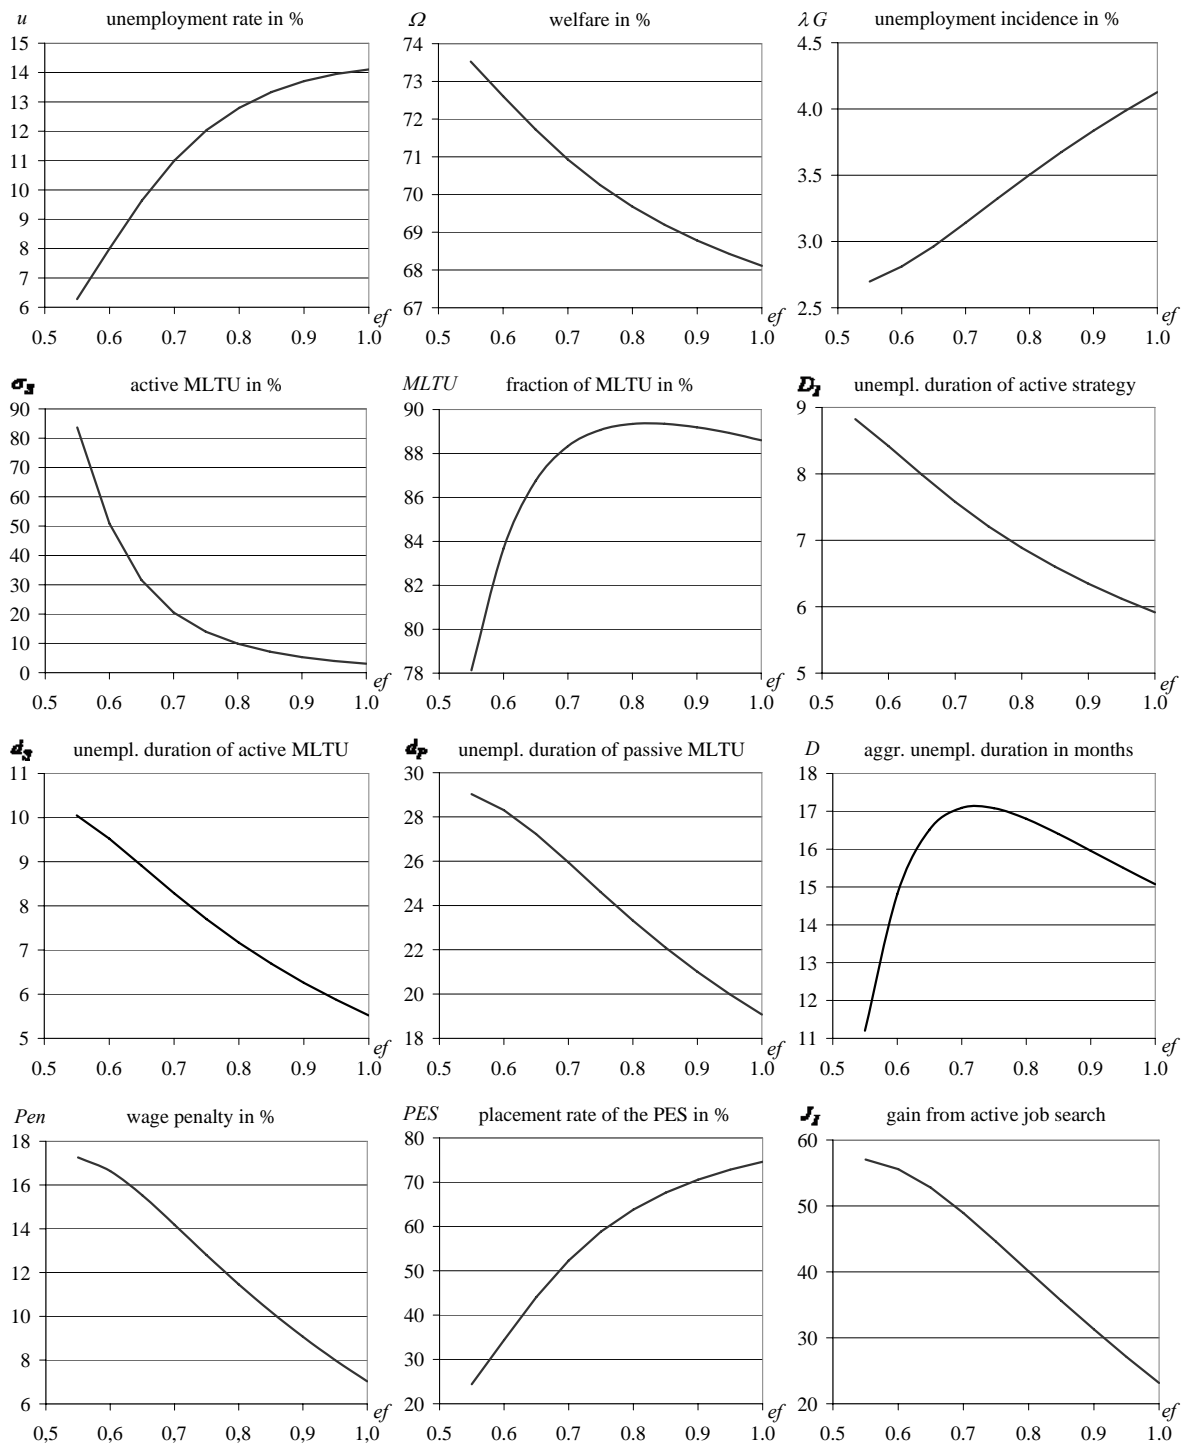 u unemployment rate in %
15
14
13
12
11
10
9
8
7
6
0.5 0.6 0.7 0.8 0.9 1.0
ef
Ω welfare in %
74
73
72
71
70
69
68
67
0.5 0.6 0.7 0.8 0.9 1.0
ef
λ G unemployment incidence in %
4.5
4.0
3.5
3.0
2.5
0.5 0.6 0.7 0.8 0.9 1.0
ef
σ active MLTU in %
90
80
70
60
50
40
30
20
10
0
0.5 0.6 0.7 0.8 0.9 1.0
ef
MLTU fraction of MLTU in %
90
88
86
84
82
80
78
0.5 0.6 0.7 0.8 0.9 1.0
ef
D unempl. duration of active strategy
9
8
7
6
5
0.5 0.6 0.7 0.8 0.9 1.0
ef
d unempl. duration of active MLTU
11
10
9
8
7
6
5
0.5 0.6 0.7 0.8 0.9 1.0
ef
d_P unempl. duration of passive MLTU
30
28
26
24
22
20
18
0.5 0.6 0.7 0.8 0.9 1.0
ef
D aggr. unempl. duration in months
18
17
16
15
14
13
12
11
0.5 0.6 0.7 0.8 0.9 1.0
ef
Pen wage penalty in %
18
16
14
12
10
8
6
0,5 0,6 0,7 0,8 0,9 1,0
ef
PES placement rate of the PES in %
80
70
60
50
40
30
20
0.5 0.6 0.7 0.8 0.9 1.0
ef
J gain from active job search
60
50
40
30
20
0.5 0.6 0.7 0.8 0.9 1.0
ef